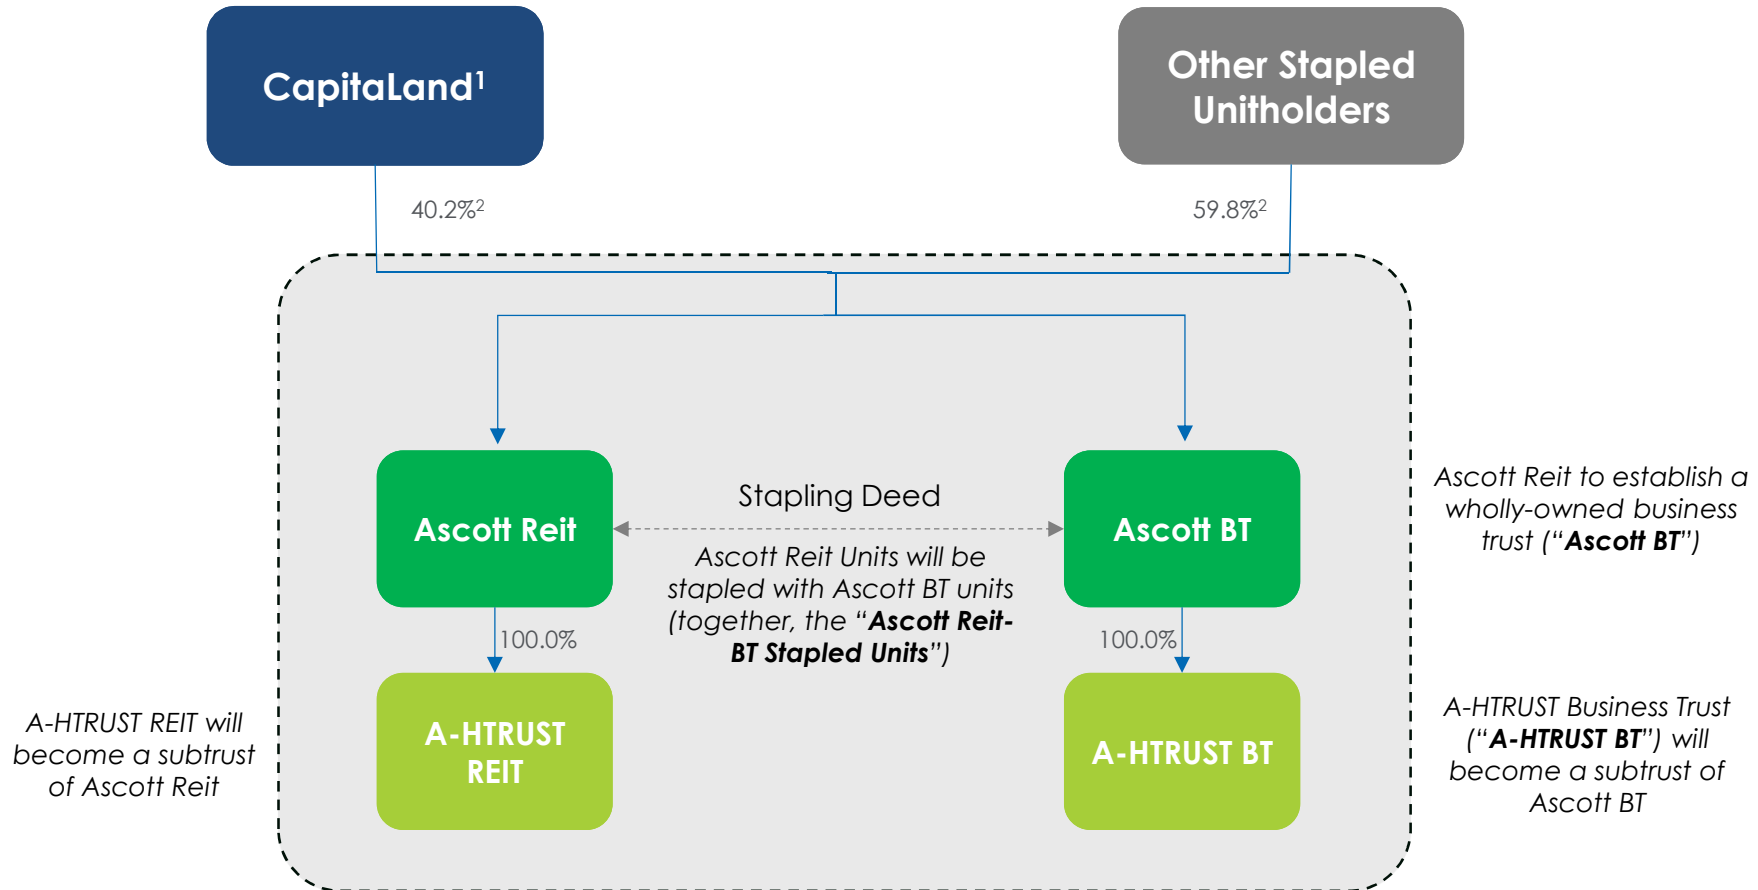 CapitaLand¹
Other Stapled
Unitholders
40.2%²
59.8%²
Ascott Reit
Stapling Deed
Ascott Reit Units will be
stapled with Ascott BT units
(together, the “Ascott Reit-
BT Stapled Units”)
Ascott BT
Ascott Reit to establish a
wholly-owned business
trust (“Ascott BT”)
100.0%
100.0%
A-HTRUST REIT will
become a subtrust
of Ascott Reit
A-HTRUST
REIT
A-HTRUST BT
A-HTRUST Business Trust
(“A-HTRUST BT”) will
become a subtrust of
Ascott BT